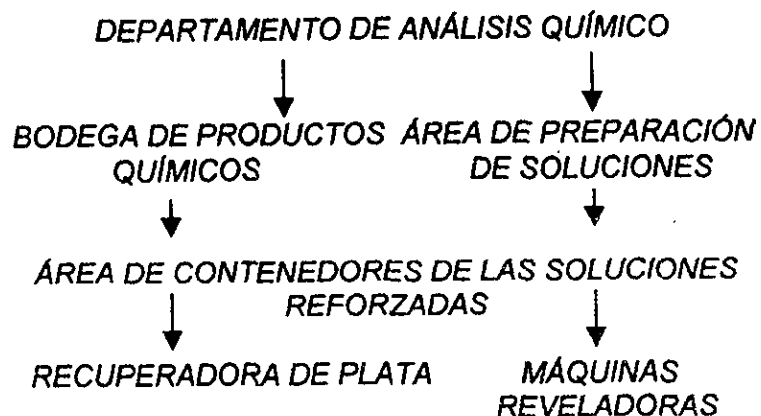 DEPARTAMENTO DE ANÁLISIS QUÍMICO
BODEGA DE PRODUCTOS QUÍMICOS
ÁREA DE PREPARACIÓN DE SOLUCIONES
ÁREA DE CONTENEDORES DE LAS SOLUCIONES
REFORZADAS
RECUPERADORA DE PLATA
MÁQUINAS
REVELADORAS